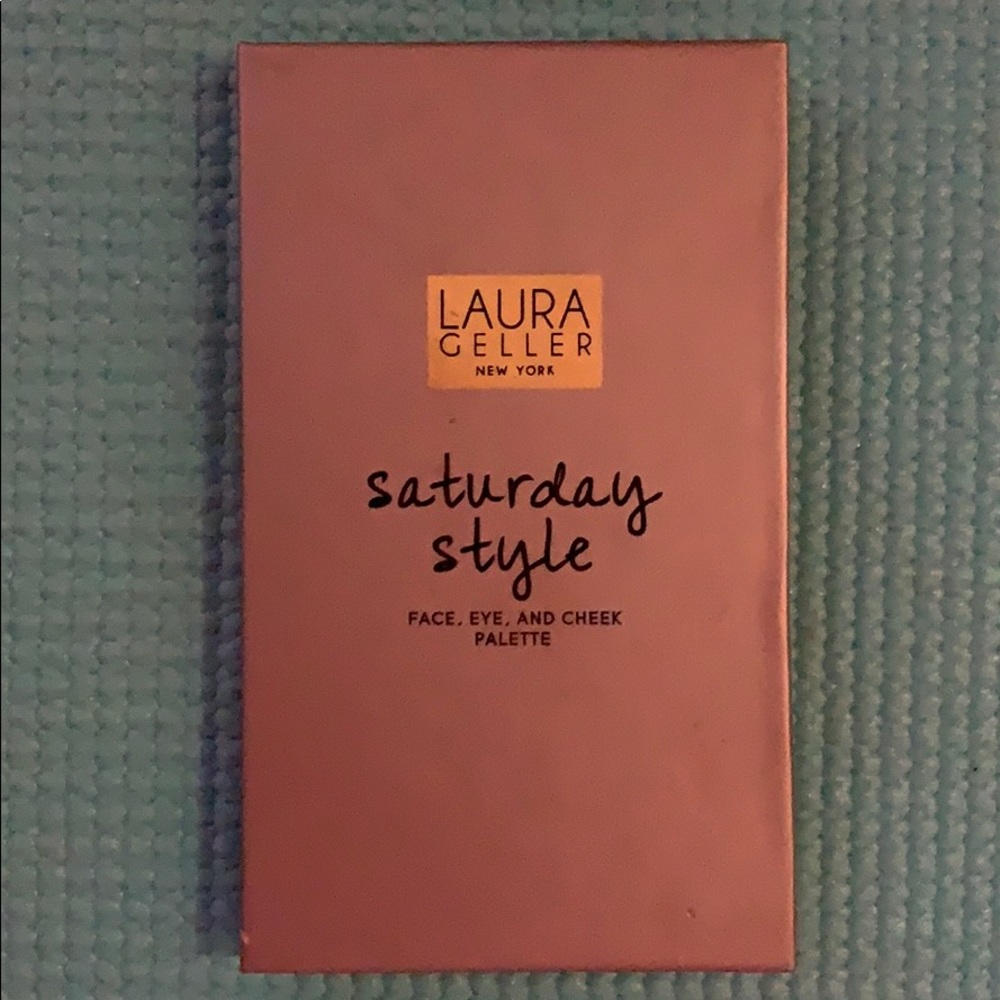 LAURA
GELLER
NEW YORK
saturday
style
FACE, EYE, AND CHEEK
PALETTE